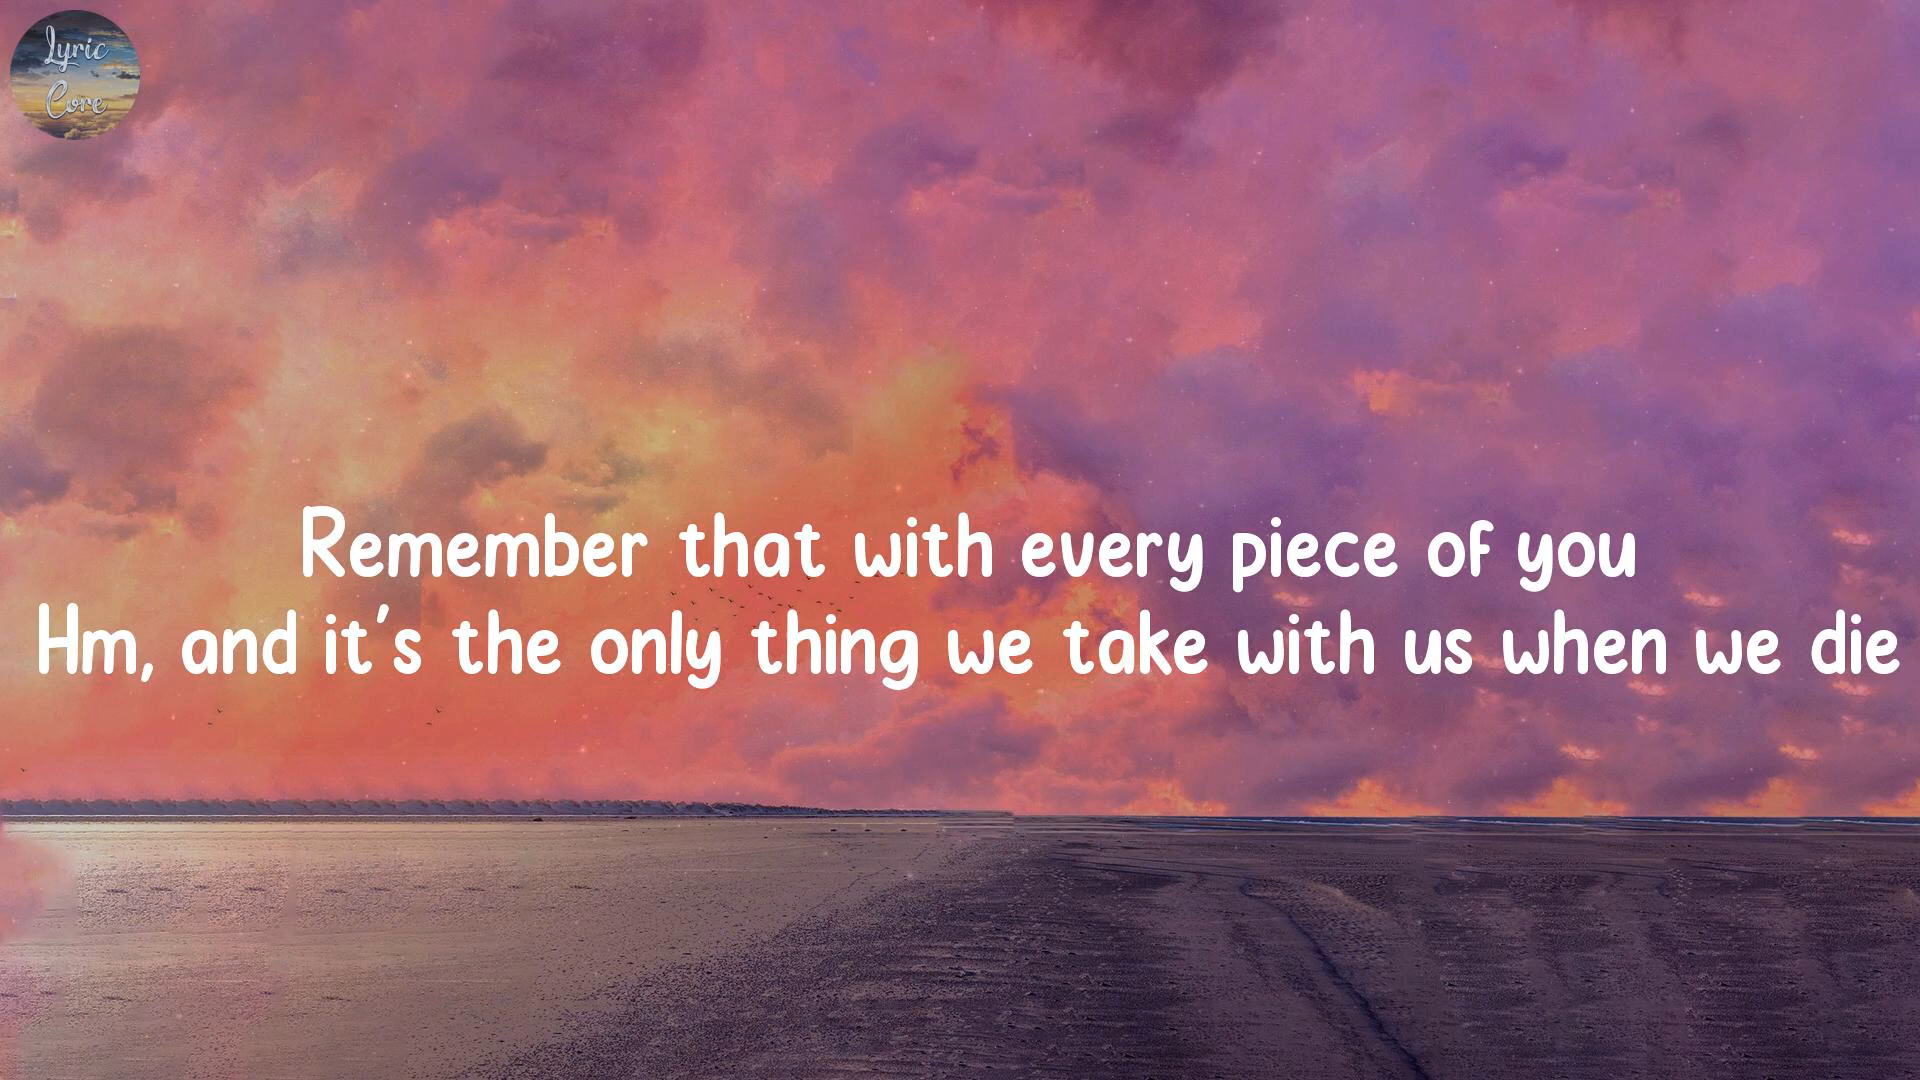 Lyric
Core
Remember that with every piece of you
Hm, and it's the only thing we take with us when we die